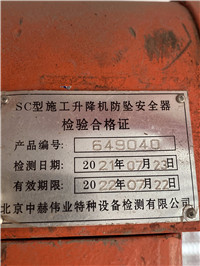 SC型施工升降机防坠安全器
检验合格证
产品编号: 649040
检测日期: 2021年07月23日
有效期限: 2022年07月22日
北京中赫伟业特种设备检测有限公司